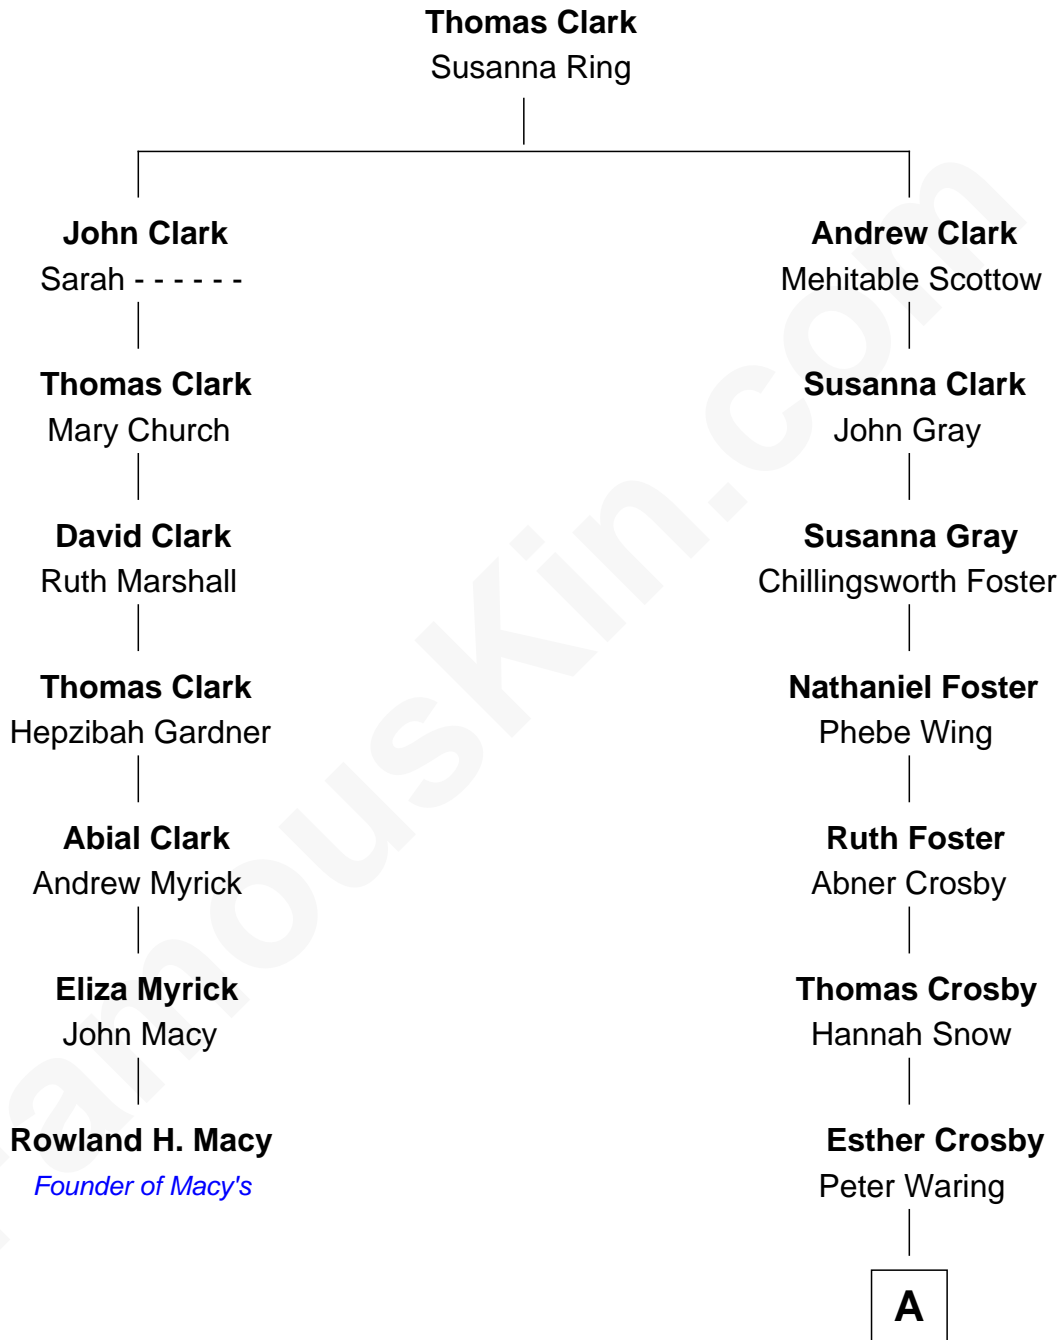 Thomas Clark
Susanna Ring
John Clark
Sarah - - - - - -
Andrew Clark
Mehitable Scottow
Thomas Clark
Mary Church
Susanna Clark
John Gray
David Clark
Ruth Marshall
Susanna Gray
Chillingsworth Foster
Thomas Clark
Hepzibah Gardner
Nathaniel Foster
Phebe Wing
Abial Clark
Andrew Myrick
Ruth Foster
Abner Crosby
Eliza Myrick
John Macy
Thomas Crosby
Hannah Snow
Rowland H. Macy
Founder of Macy's
Esther Crosby
Peter Waring
A
FamousKin.com